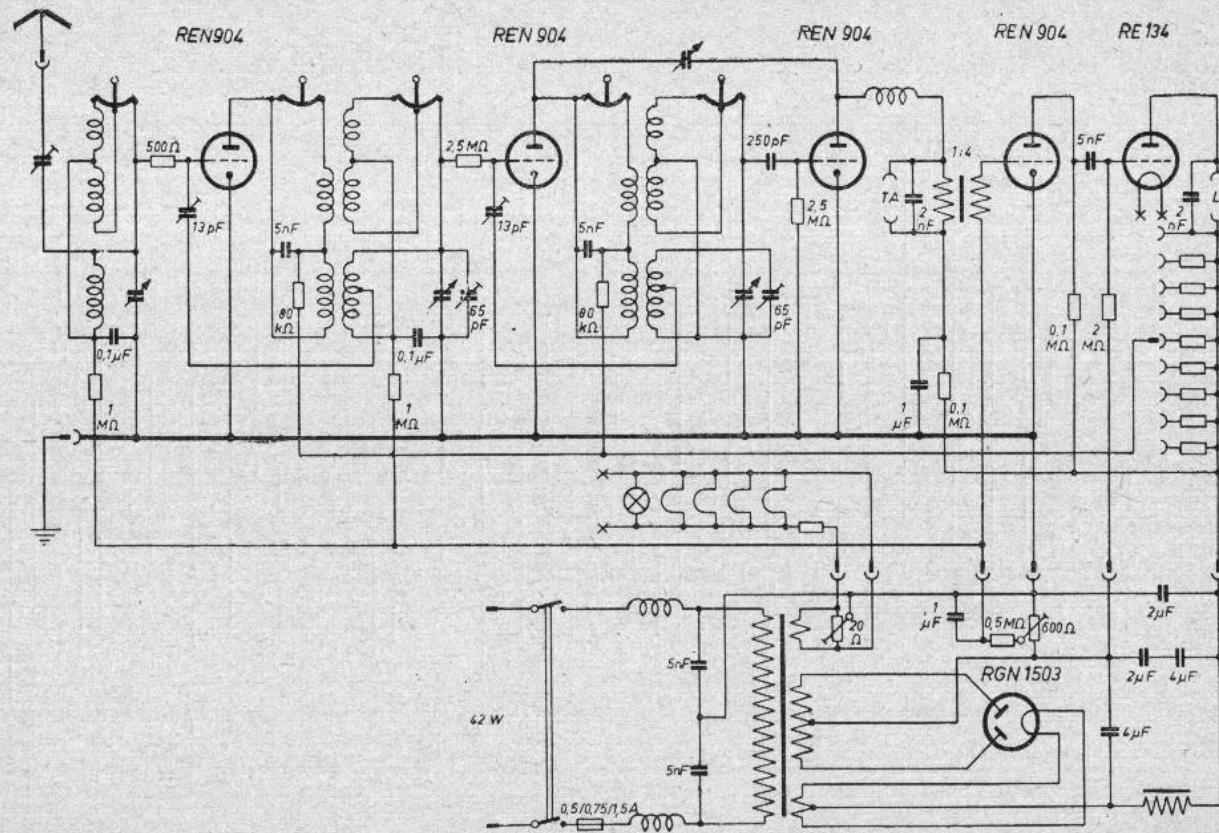 REN904
REN 904
REN 904
REN 904
RE 134
500Ω
2,5 MΩ
250pF
5nF
1:4
13pF
5nF
13pF
5nF
2,5
MΩ
TA
2
nF
2
nF
L
80
kΩ
65
pF
80
kΩ
65
pF
0,1
MΩ
2
MΩ
0,1µF
0,1µF
1
MΩ
1
MΩ
1
µF
0,1
MΩ
20
Ω
1
µF
0,5MΩ
600Ω
2µF
5nF
RGN 1503
2µF
4µF
42 W
4µF
5nF
0,5/0,75/1,5A